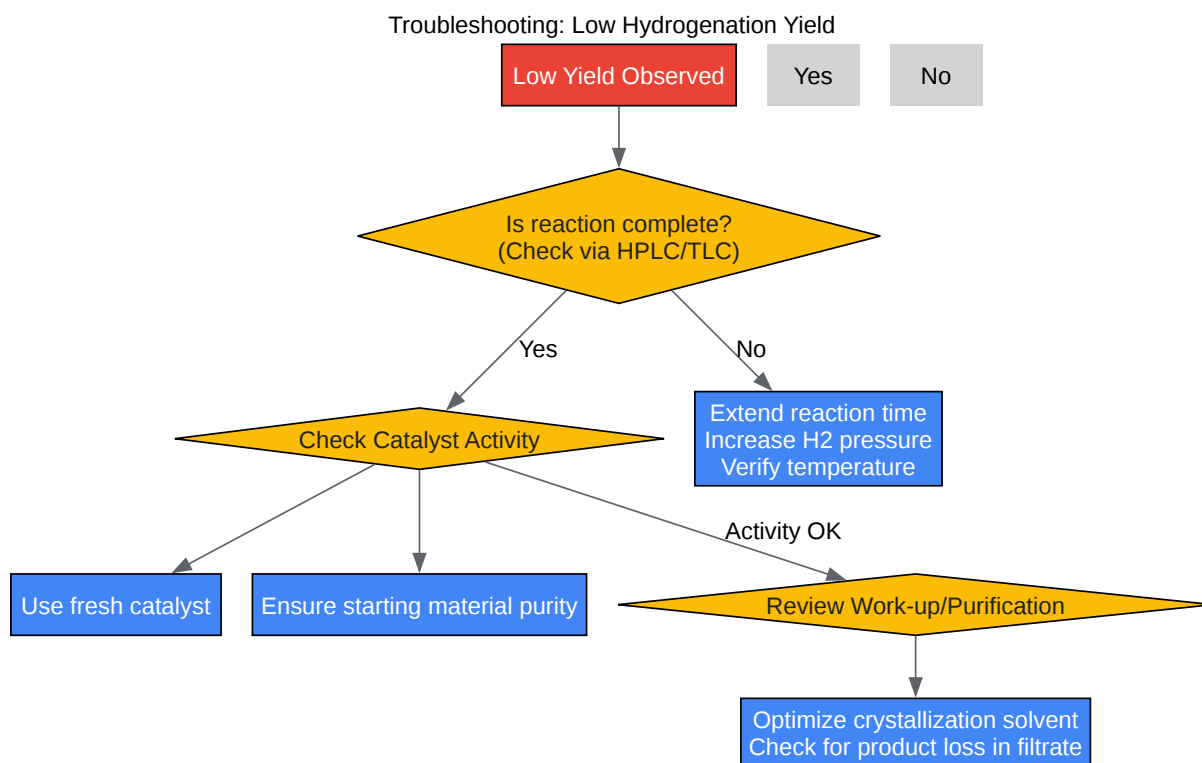 Troubleshooting: Low Hydrogenation Yield
Low Yield Observed
Yes
No
Is reaction complete?
(Check via HPLC/TLC)
Yes
No
Extend reaction time
Increase H2 pressure
Verify temperature
Check Catalyst Activity
Activity OK
Use fresh catalyst
Ensure starting material purity
Review Work-up/Purification
Optimize crystallization solvent
Check for product loss in filtrate